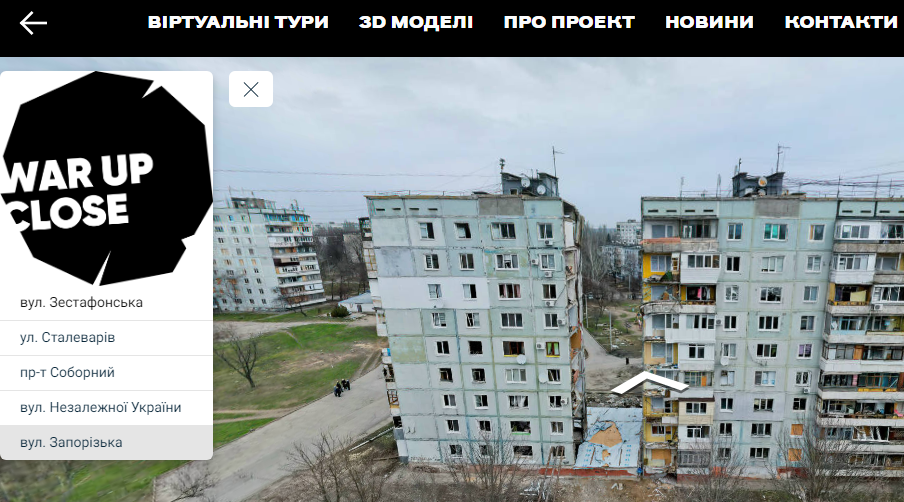 ВІРТУАЛЬНІ ТУРИ 3D МОДЕЛІ ПРО ПРОЕКТ НОВИНИ КОНТАКТИ
WAR UP
CLOSE
вул. Зестафонська
ул. Сталеварів
пр-т Соборний
вул. Незалежної України
вул. Запорізька